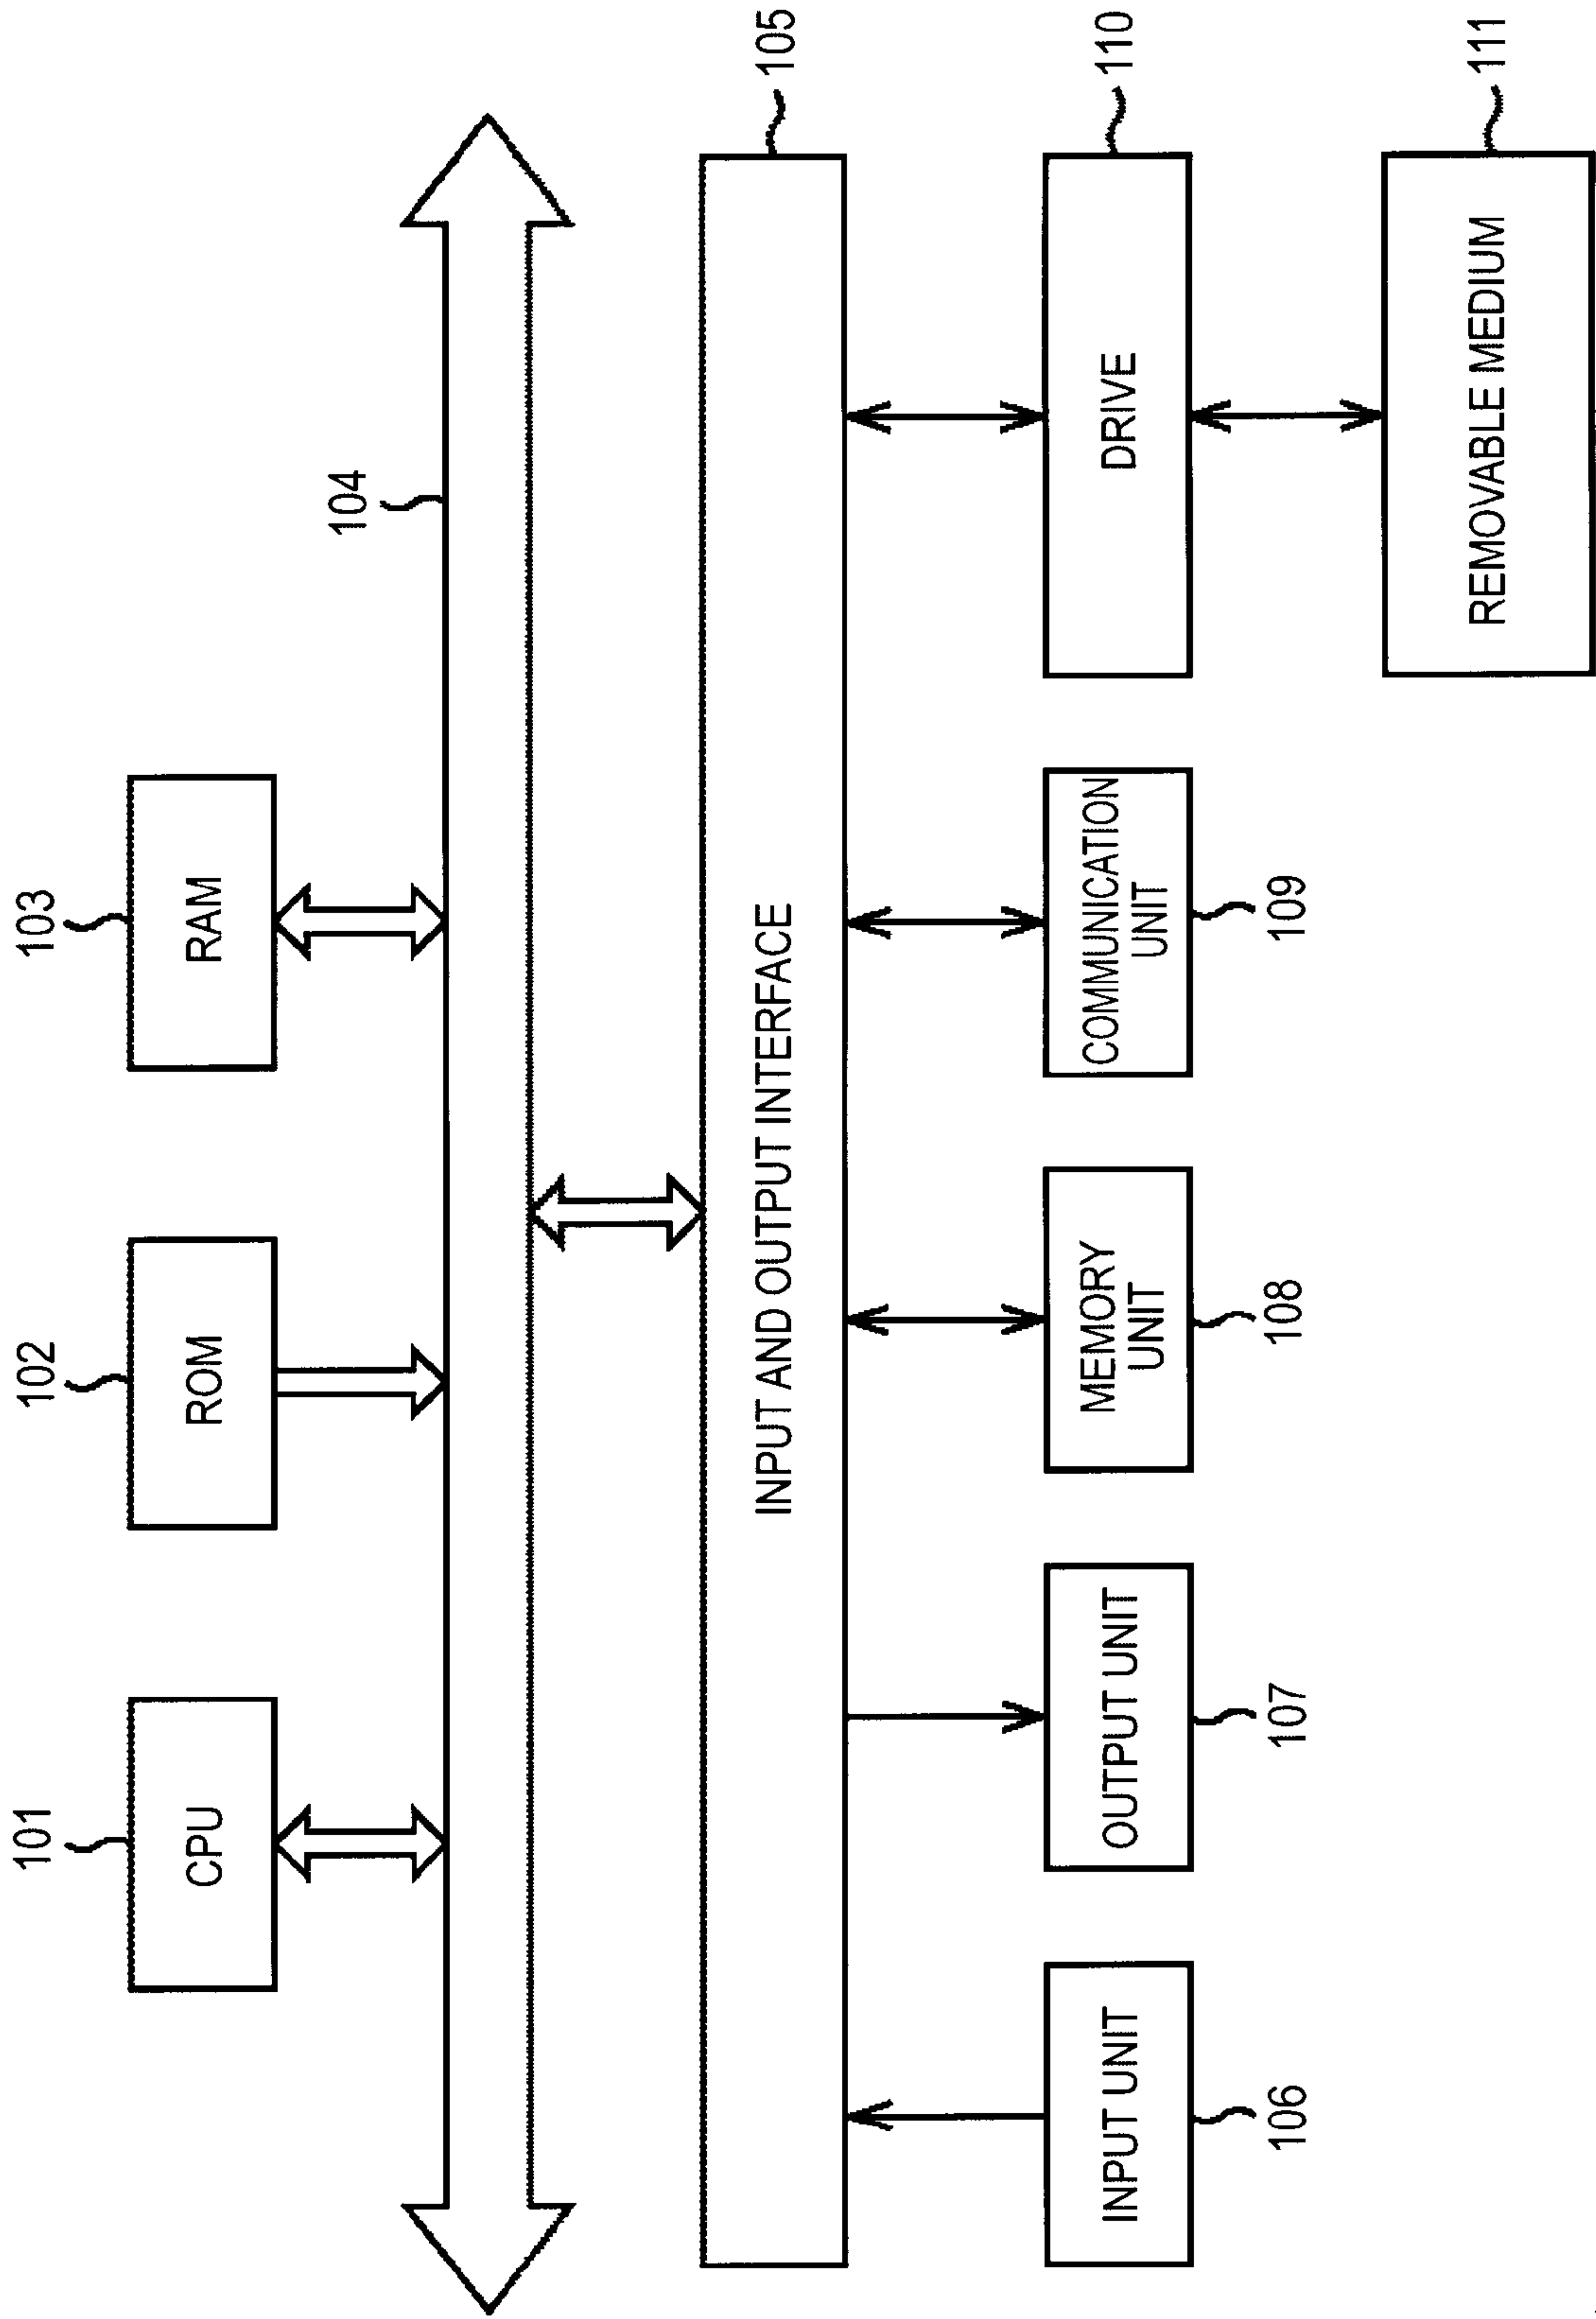 101
102
103
CPU
ROM
RAM
104
105
INPUT AND OUTPUT INTERFACE
110
INPUT UNIT
OUTPUT UNIT
MEMORY
UNIT
COMMUNICATION
UNIT
DRIVE
106
107
108
109
111
REMOVABLE MEDIUM